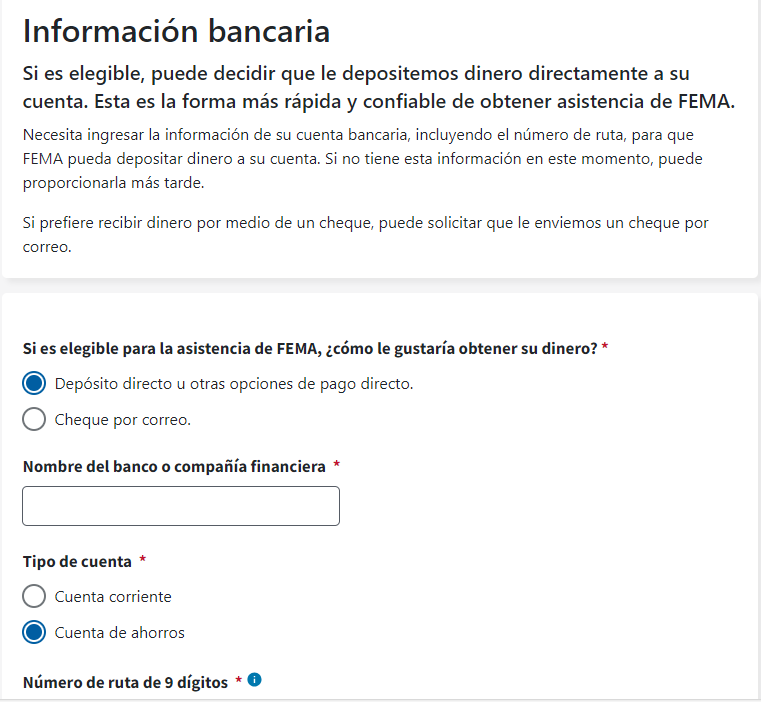 Información bancaria
Si es elegible, puede decidir que le depositemos dinero directamente a su
cuenta. Esta es la forma más rápida y confiable de obtener asistencia de FEMA.
Necesita ingresar la información de su cuenta bancaria, incluyendo el número de ruta, para que
FEMA pueda depositar dinero a su cuenta. Si no tiene esta información en este momento, puede
proporcionarla más tarde.
Si prefiere recibir dinero por medio de un cheque, puede solicitar que le enviemos un cheque por
correo.
Si es elegible para la asistencia de FEMA, ¿cómo le gustaría obtener su dinero? *
Depósito directo u otras opciones de pago directo.
Cheque por correo.
Nombre del banco o compañía financiera *
Tipo de cuenta *
Cuenta corriente
Cuenta de ahorros
Número de ruta de 9 dígitos * i